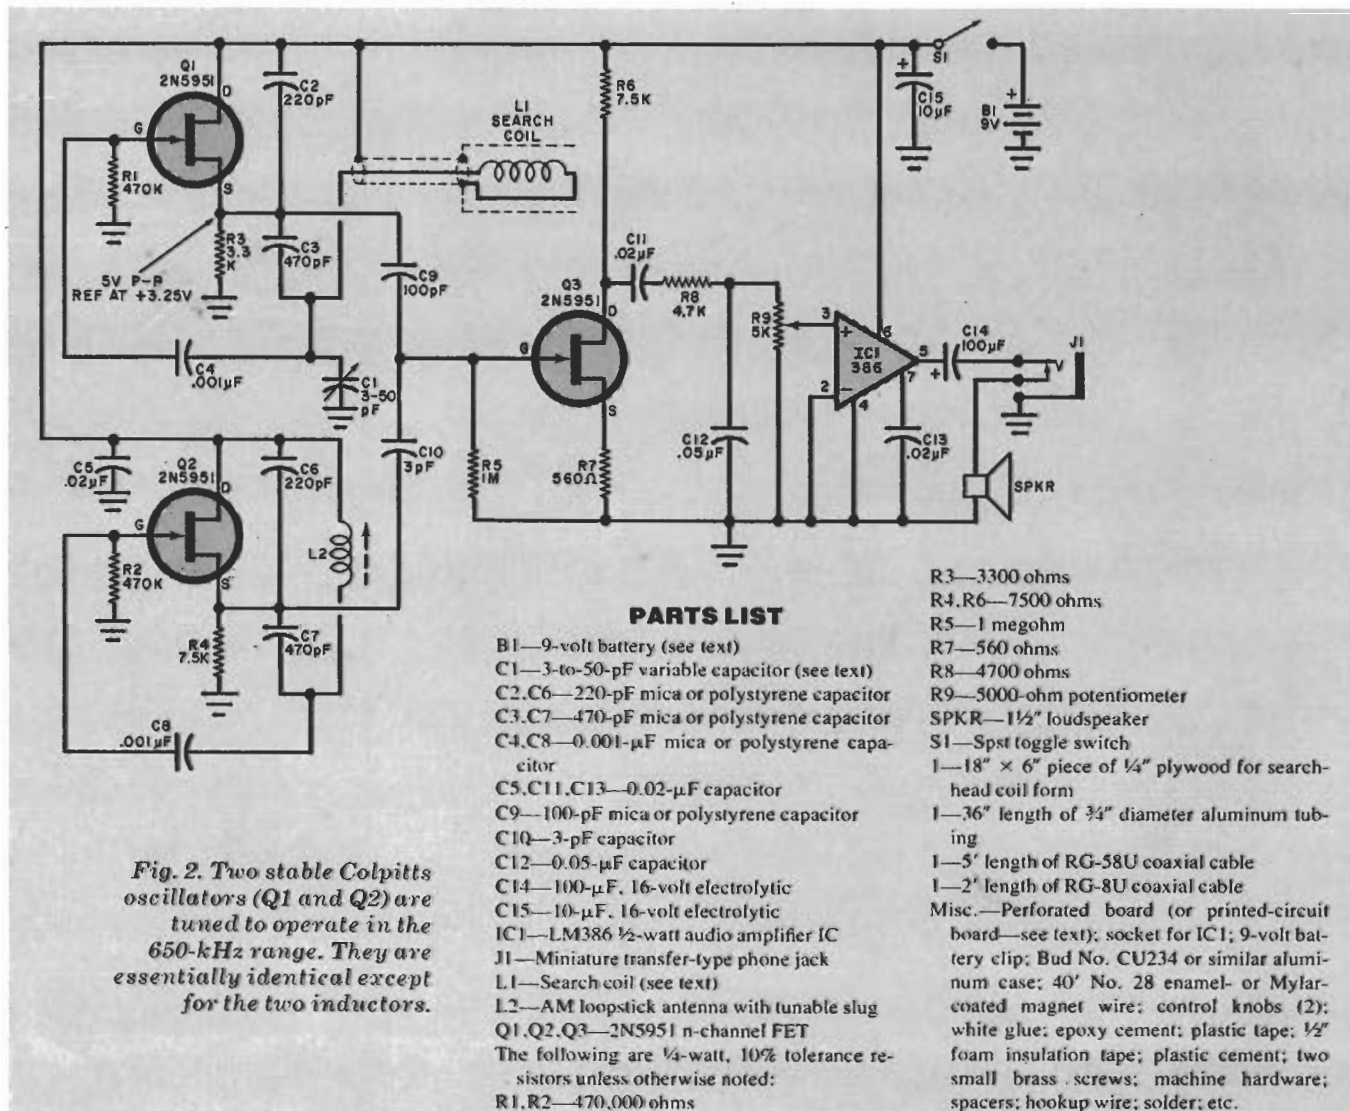 Q1
2N5951
D
G
S
R1
470K
C2
220pF
R3
3.3
K
C3
470pF
5V P-P
REF AT +3.25V
C4
.001µF
C1
3-50
pF
L1
SEARCH
COIL
C9
100pF
C10
3pF
R6
7.5K
Q3
2N5951
D
G
S
C11
.02µF
R8
4.7K
R9
5K
R5
1M
R7
560Ω
C12
.05µF
3
+
2
−
IC1
386
6
5
7
4
C13
.02µF
C14
100µF
+
J1
SPKR
+
C15
10µF
S1
+
B1
9V
C5
.02µF
Q2
2N5951
D
G
S
R2
470K
C6
220pF
L2
R4
7.5K
C7
470pF
C8
.001µF
Fig. 2. Two stable Colpitts
oscillators (Q1 and Q2) are
tuned to operate in the
650-kHz range. They are
essentially identical except
for the two inductors.
PARTS LIST
B1—9-volt battery (see text)
C1—3-to-50-pF variable capacitor (see text)
C2,C6—220-pF mica or polystyrene capacitor
C3,C7—470-pF mica or polystyrene capacitor
C4,C8—0.001-µF mica or polystyrene capa-
citor
C5,C11,C13—0.02-µF capacitor
C9—100-pF mica or polystyrene capacitor
C10—3-pF capacitor
C12—0.05-µF capacitor
C14—100-µF, 16-volt electrolytic
C15—10-µF, 16-volt electrolytic
IC1—LM386 ½-watt audio amplifier IC
J1—Miniature transfer-type phone jack
L1—Search coil (see text)
L2—AM loopstick antenna with tunable slug
Q1,Q2,Q3—2N5951 n-channel FET
The following are ¼-watt, 10% tolerance re-
sistors unless otherwise noted:
R1,R2—470,000 ohms
R3—3300 ohms
R4,R6—7500 ohms
R5—1 megohm
R7—560 ohms
R8—4700 ohms
R9—5000-ohm potentiometer
SPKR—1½" loudspeaker
S1—Spst toggle switch
1—18" × 6" piece of ¼" plywood for search-
head coil form
1—36" length of ¾" diameter aluminum tub-
ing
1—5' length of RG-58U coaxial cable
1—2' length of RG-8U coaxial cable
Misc.—Perforated board (or printed-circuit
board—see text); socket for IC1; 9-volt bat-
tery clip; Bud No. CU234 or similar alumi-
num case; 40' No. 28 enamel- or Mylar-
coated magnet wire; control knobs (2);
white glue; epoxy cement; plastic tape; ½"
foam insulation tape; plastic cement; two
small brass screws; machine hardware;
spacers; hookup wire; solder; etc.